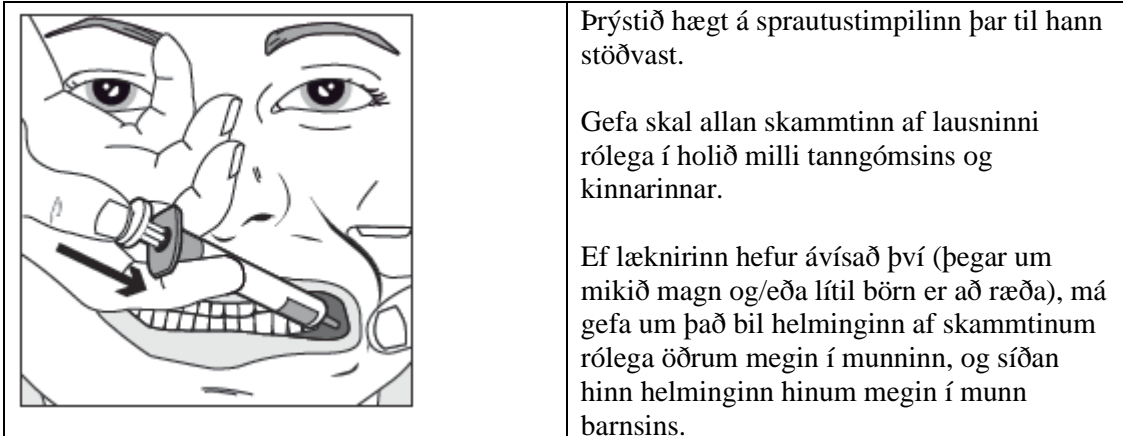 Þrýstið hægt á sprautustimpilinn þar til hann
stöðvast.
Gefa skal allan skammtinn af lausninni
rólega í holið milli tanngómsins og
kinnarinnar.
Ef læknirinn hefur ávísað því (þegar um
mikið magn og/eða lítil börn er að ræða), má
gefa um það bil helminginn af skammtinum
rólega öðrum megin í munninn, og síðan
hinn helminginn hinum megin í munn
barnsins.